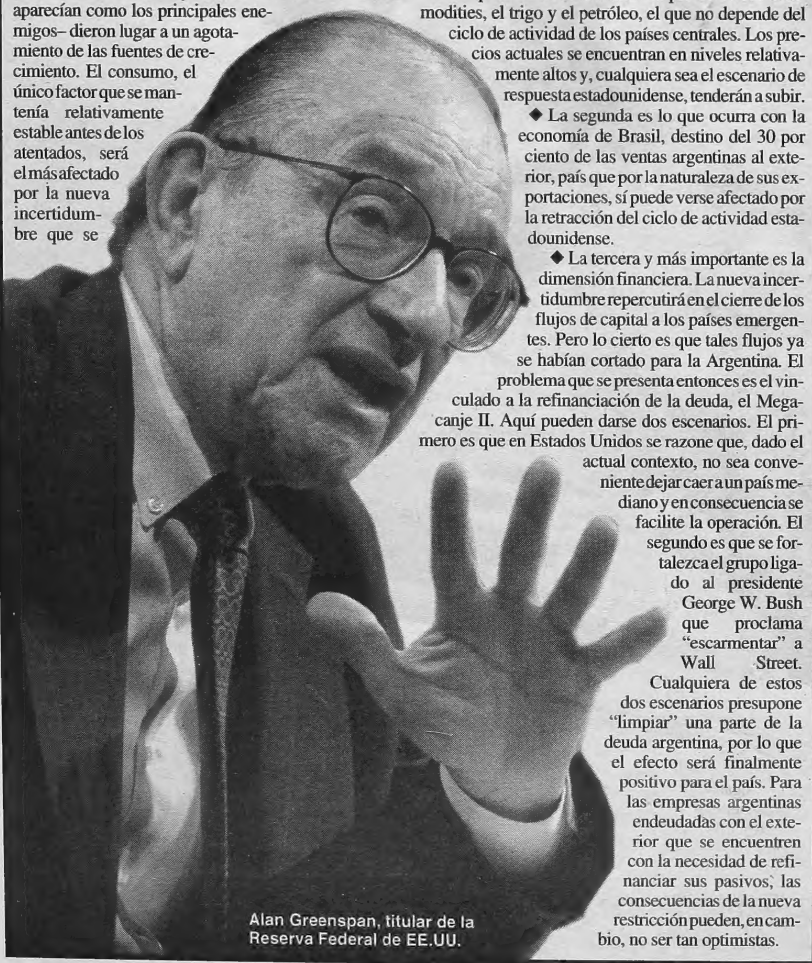 aparecían como los principales ene-
migos– dieron lugar a un agota-
miento de las fuentes de cre-
cimiento. El consumo, el
único factor que se man-
tenía relativamente
estable antes de los
atentados, será
el más afectado
por la nueva
incertidum-
bre que se
modities, el trigo y el petróleo, el que no depende del
ciclo de actividad de los países centrales. Los pre-
cios actuales se encuentran en niveles relativa-
mente altos y, cualquiera sea el escenario de
respuesta estadounidense, tenderán a subir.
◆ La segunda es lo que ocurra con la
economía de Brasil, destino del 30 por
ciento de las ventas argentinas al exte-
rior, país que por la naturaleza de sus ex-
portaciones, sí puede verse afectado por
la retracción del ciclo de actividad esta-
dounidense.
◆ La tercera y más importante es la
dimensión financiera. La nueva incer-
tidumbre repercutirá en el cierre de los
flujos de capital a los países emergen-
tes. Pero lo cierto es que tales flujos ya
se habían cortado para la Argentina. El
problema que se presenta entonces es el vin-
culado a la refinanciación de la deuda, el Mega-
canje II. Aquí pueden darse dos escenarios. El pri-
mero es que en Estados Unidos se razone que, dado el
actual contexto, no sea conve-
niente dejar caer a un país me-
diano y en consecuencia se
facilite la operación. El
segundo es que se for-
talezca el grupo liga-
do al presidente
George W. Bush
que proclama
"escarmentar" a
Wall Street.
Cualquiera de estos
dos escenarios presupone
"limpiar" una parte de la
deuda argentina, por lo que
el efecto será finalmente
positivo para el país. Para
las empresas argentinas
endeudadas con el exte-
rior que se encuentren
con la necesidad de refi-
nanciar sus pasivos, las
consecuencias de la nueva
restricción pueden, en cam-
bio, no ser tan optimistas.
Alan Greenspan, titular de la
Reserva Federal de EE.UU.